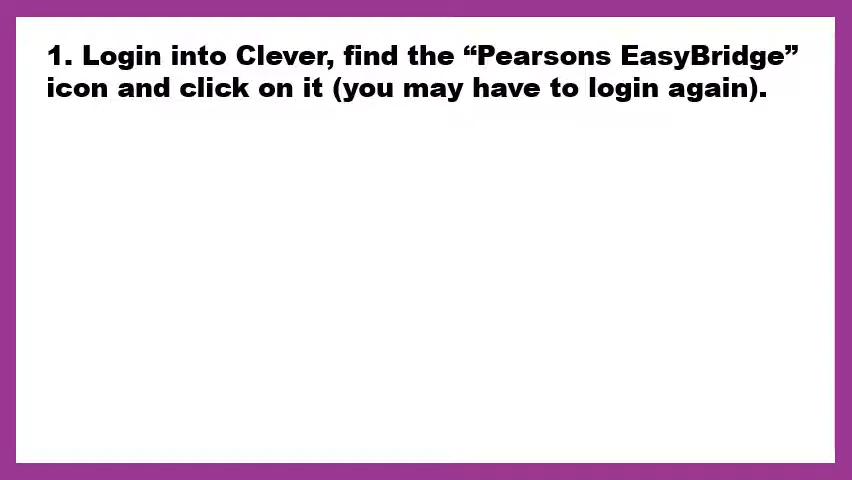 1. Login into Clever, find the “Pearsons EasyBridge”
icon and click on it (you may have to login again).